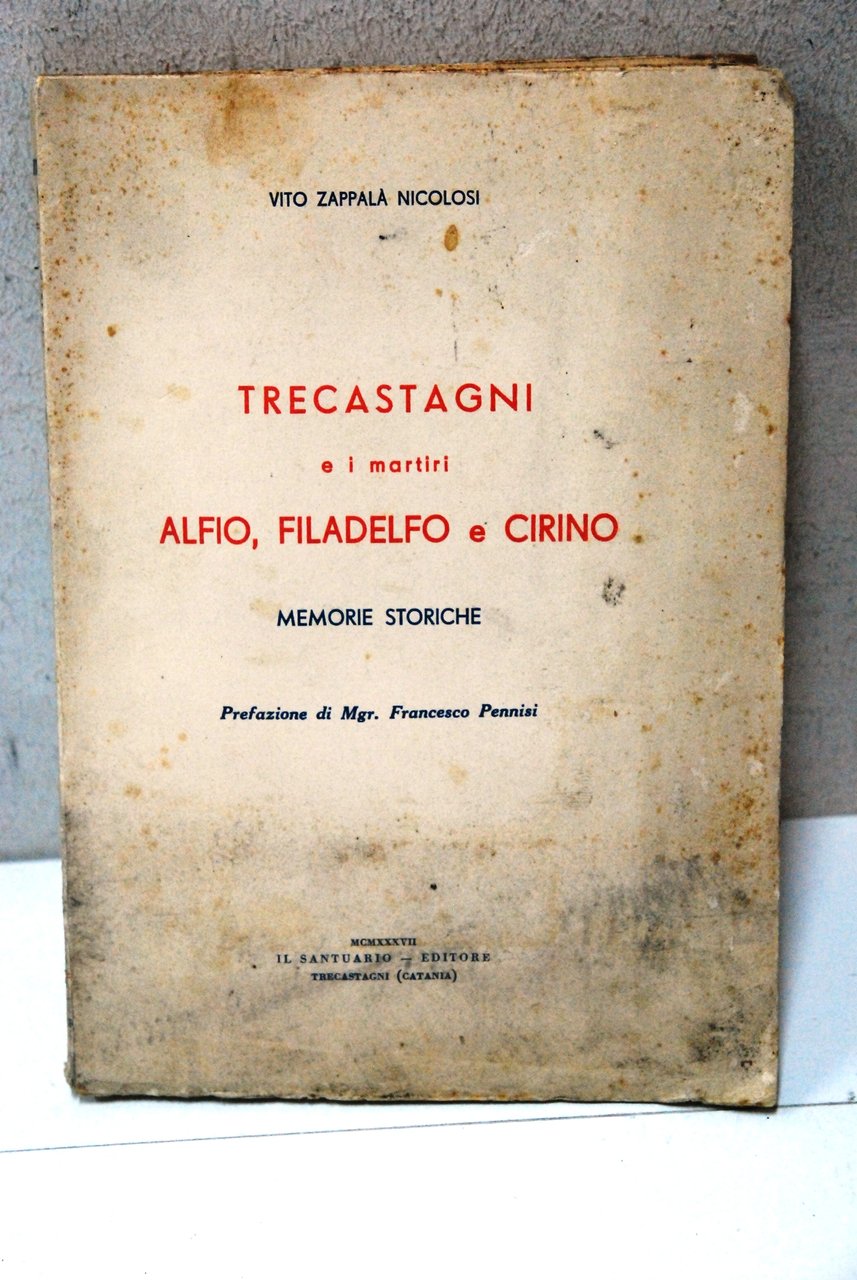 VITO ZAPPALÀ NICOLOSI
TRECASTAGNI
e i martiri
ALFIO, FILADELFO e CIRINO
MEMORIE STORICHE
Prefazione di Mgr. Francesco Pennisi
MCMXXXVII
IL SANTUARIO — EDITORE
TRECASTAGNI (CATANIA)